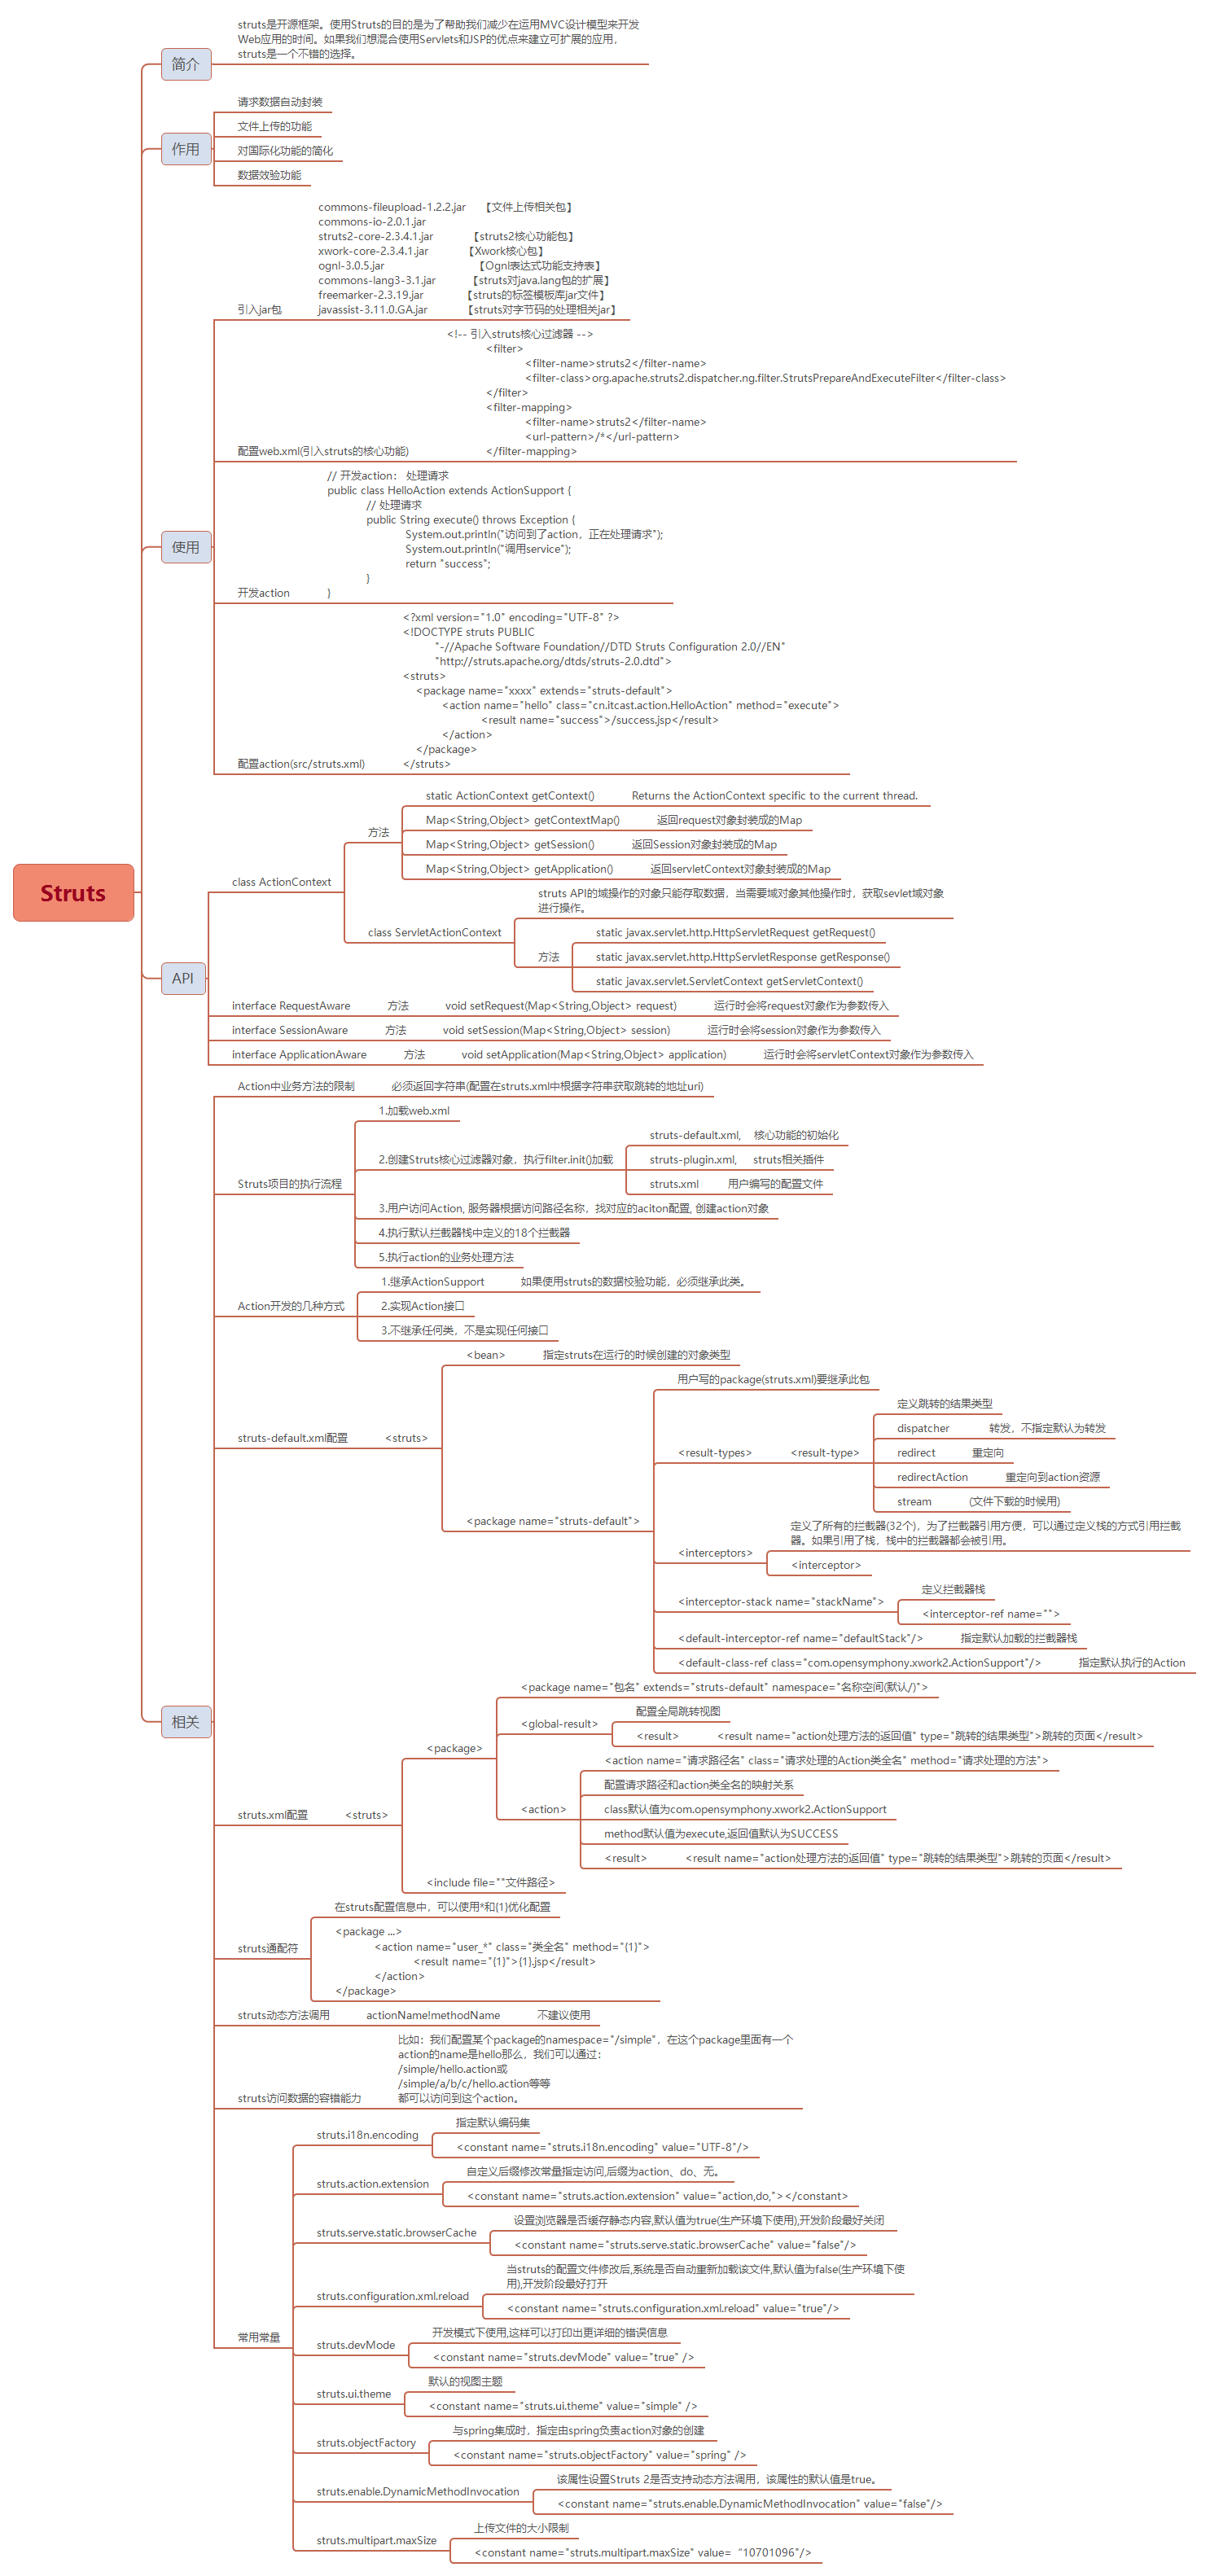 Struts
简介
struts是开源框架。使用Struts的目的是为了帮助我们减少在运用MVC设计模型来开发
Web应用的时间。如果我们想混合使用Servlets和JSP的优点来建立可扩展的应用，
struts是一个不错的选择。
作用
请求数据自动封装
文件上传的功能
对国际化功能的简化
数据效验功能
使用
引入jar包
commons-fileupload-1.2.2.jar 【文件上传相关包】
commons-io-2.0.1.jar
struts2-core-2.3.4.1.jar 【struts2核心功能包】
xwork-core-2.3.4.1.jar 【Xwork核心包】
ognl-3.0.5.jar 【Ognl表达式功能支持表】
commons-lang3-3.1.jar 【struts对java.lang包的扩展】
freemarker-2.3.19.jar 【struts的标签模板库jar文件】
javassist-3.11.0.GA.jar 【struts对字节码的处理相关jar】
配置web.xml(引入struts的核心功能)
<!-- 引入struts核心过滤器 -->
<filter>
<filter-name>struts2</filter-name>
<filter-class>org.apache.struts2.dispatcher.ng.filter.StrutsPrepareAndExecuteFilter</filter-class>
</filter>
<filter-mapping>
<filter-name>struts2</filter-name>
<url-pattern>/*</url-pattern>
</filter-mapping>
开发action
// 开发action： 处理请求
public class HelloAction extends ActionSupport {
// 处理请求
public String execute() throws Exception {
System.out.println("访问到了action，正在处理请求");
System.out.println("调用service");
return "success";
}
}
配置action(src/struts.xml)
<?xml version="1.0" encoding="UTF-8" ?>
<!DOCTYPE struts PUBLIC
"-//Apache Software Foundation//DTD Struts Configuration 2.0//EN"
"http://struts.apache.org/dtds/struts-2.0.dtd">
<struts>
<package name="xxxx" extends="struts-default">
<action name="hello" class="cn.itcast.action.HelloAction" method="execute">
<result name="success">/success.jsp</result>
</action>
</package>
</struts>
API
class ActionContext
方法
static ActionContext getContext() Returns the ActionContext specific to the current thread.
Map<String,Object> getContextMap() 返回request对象封装成的Map
Map<String,Object> getSession() 返回Session对象封装成的Map
Map<String,Object> getApplication() 返回servletContext对象封装成的Map
class ServletActionContext
struts API的域操作的对象只能存取数据，当需要域对象其他操作时，获取sevlet域对象
进行操作。
方法
static javax.servlet.http.HttpServletRequest getRequest()
static javax.servlet.http.HttpServletResponse getResponse()
static javax.servlet.ServletContext getServletContext()
interface RequestAware 方法 void setRequest(Map<String,Object> request) 运行时会将request对象作为参数传入
interface SessionAware 方法 void setSession(Map<String,Object> session) 运行时会将session对象作为参数传入
interface ApplicationAware 方法 void setApplication(Map<String,Object> application) 运行时会将servletContext对象作为参数传入
相关
Action中业务方法的限制 必须返回字符串(配置在struts.xml中根据字符串获取跳转的地址uri)
Struts项目的执行流程
1.加载web.xml
2.创建Struts核心过滤器对象，执行filter.init()加载
struts-default.xml, 核心功能的初始化
struts-plugin.xml, struts相关插件
struts.xml 用户编写的配置文件
3.用户访问Action, 服务器根据访问路径名称，找对应的aciton配置, 创建action对象
4.执行默认拦截器栈中定义的18个拦截器
5.执行action的业务处理方法
Action开发的几种方式
1.继承ActionSupport 如果使用struts的数据校验功能，必须继承此类。
2.实现Action接口
3.不继承任何类，不是实现任何接口
struts-default.xml配置 <struts>
<bean> 指定struts在运行的时候创建的对象类型
<package name="struts-default">
用户写的package(struts.xml)要继承此包
<result-types> <result-type>
定义跳转的结果类型
dispatcher 转发，不指定默认为转发
redirect 重定向
redirectAction 重定向到action资源
stream (文件下载的时候用)
<interceptors>
定义了所有的拦截器(32个)，为了拦截器引用方便，可以通过定义栈的方式引用拦截
器。如果引用了栈，栈中的拦截器都会被引用。
<interceptor>
<interceptor-stack name="stackName">
定义拦截器栈
<interceptor-ref name="">
<default-interceptor-ref name="defaultStack"/> 指定默认加载的拦截器栈
<default-class-ref class="com.opensymphony.xwork2.ActionSupport"/> 指定默认执行的Action
struts.xml配置 <struts>
<package>
<package name="包名" extends="struts-default" namespace="名称空间(默认/)">
<global-result>
配置全局跳转视图
<result> <result name="action处理方法的返回值" type="跳转的结果类型">跳转的页面</result>
<action>
<action name="请求路径名" class="请求处理的Action类全名" method="请求处理的方法">
配置请求路径和action类全名的映射关系
class默认值为com.opensymphony.xwork2.ActionSupport
method默认值为execute,返回值默认为SUCCESS
<result> <result name="action处理方法的返回值" type="跳转的结果类型">跳转的页面</result>
<include file=""文件路径>
struts通配符
在struts配置信息中，可以使用*和{1}优化配置
<package ...>
<action name="user_*" class="类全名" method="{1}">
<result name="{1}">{1}.jsp</result>
</action>
</package>
struts动态方法调用 actionName!methodName 不建议使用
struts访问数据的容错能力
比如：我们配置某个package的namespace="/simple"，在这个package里面有一个
action的name是hello那么，我们可以通过：
/simple/hello.action或
/simple/a/b/c/hello.action等等
都可以访问到这个action。
常用常量
struts.i18n.encoding
指定默认编码集
<constant name="struts.i18n.encoding" value="UTF-8"/>
struts.action.extension
自定义后缀修改常量指定访问,后缀为action、do、无。
<constant name="struts.action.extension" value="action,do,"></constant>
struts.serve.static.browserCache
设置浏览器是否缓存静态内容,默认值为true(生产环境下使用),开发阶段最好关闭
<constant name="struts.serve.static.browserCache" value="false"/>
struts.configuration.xml.reload
当struts的配置文件修改后,系统是否自动重新加载该文件,默认值为false(生产环境下使
用),开发阶段最好打开
<constant name="struts.configuration.xml.reload" value="true"/>
struts.devMode
开发模式下使用,这样可以打印出更详细的错误信息
<constant name="struts.devMode" value="true" />
struts.ui.theme
默认的视图主题
<constant name="struts.ui.theme" value="simple" />
struts.objectFactory
与spring集成时，指定由spring负责action对象的创建
<constant name="struts.objectFactory" value="spring" />
struts.enable.DynamicMethodInvocation
该属性设置Struts 2是否支持动态方法调用，该属性的默认值是true。
<constant name="struts.enable.DynamicMethodInvocation" value="false"/>
struts.multipart.maxSize
上传文件的大小限制
<constant name="struts.multipart.maxSize" value=“10701096"/>